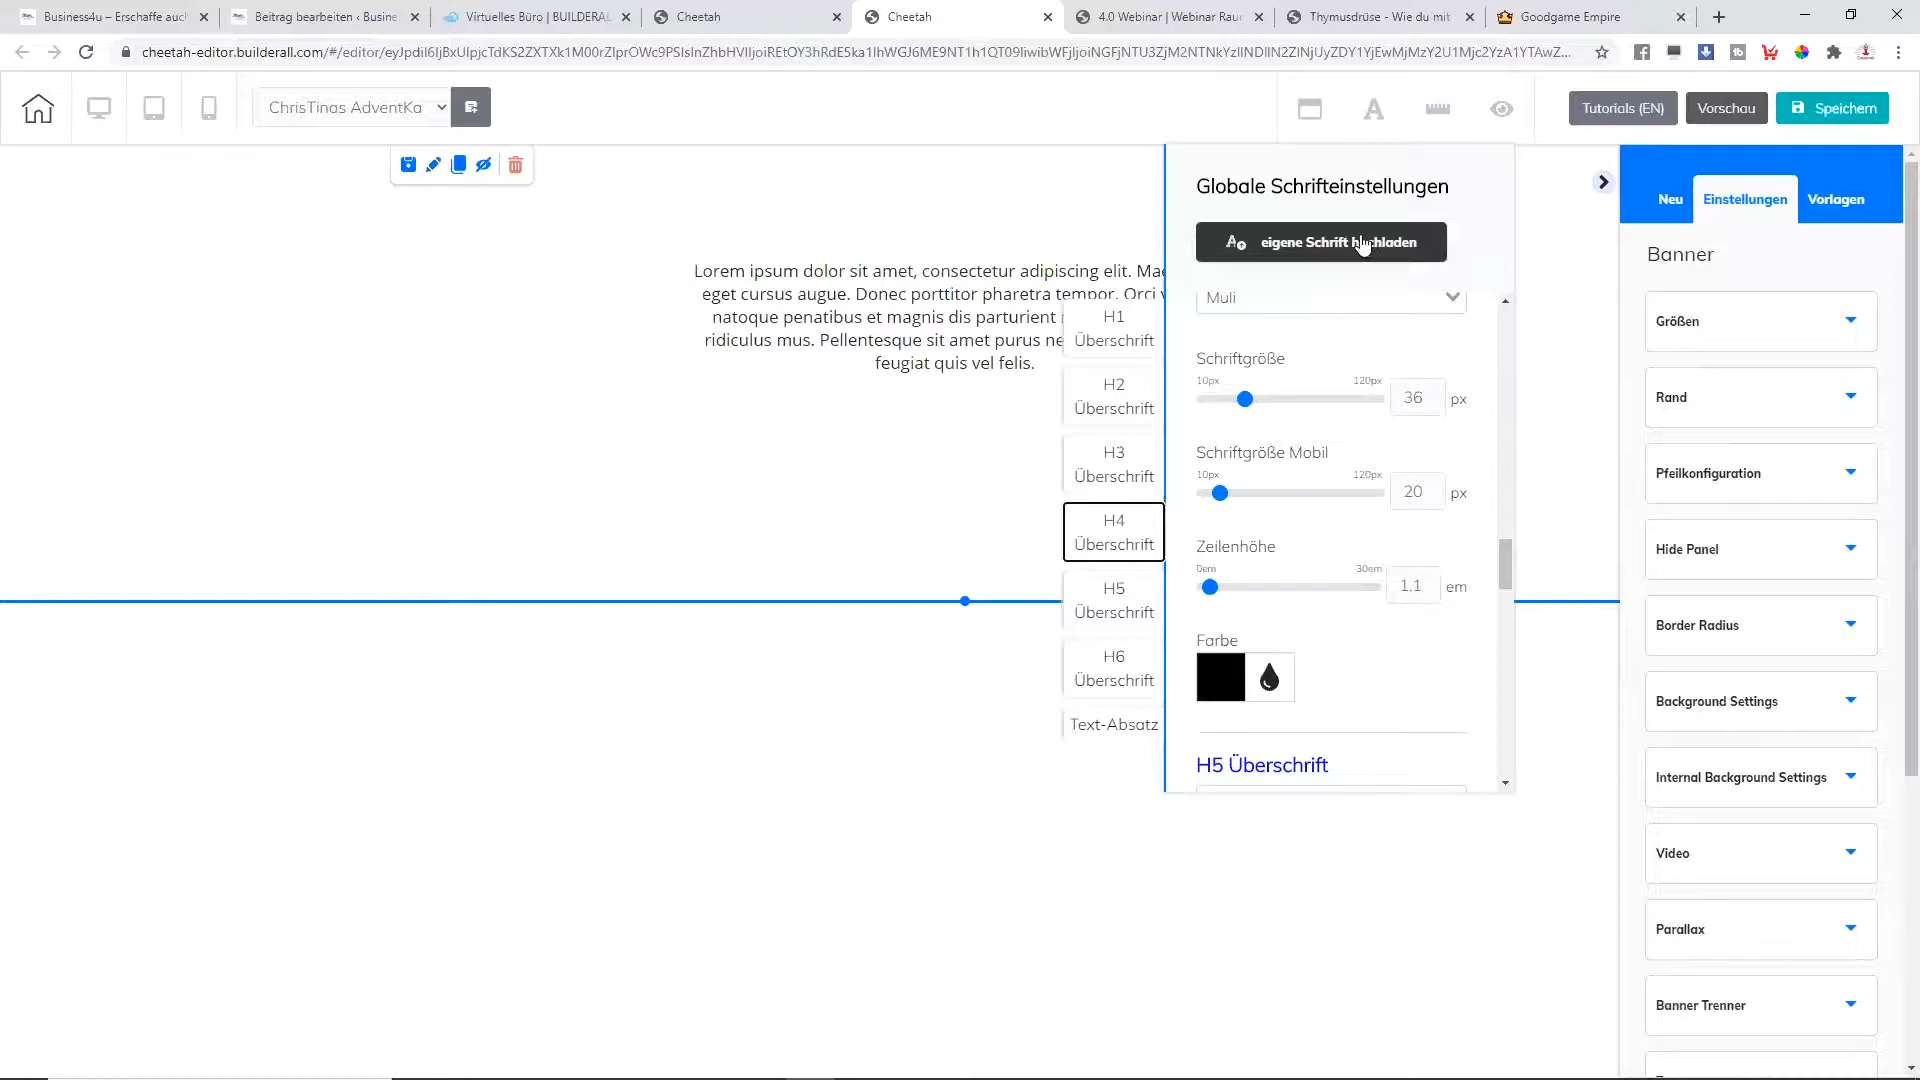 Business4u – Erschaffe auch
Beitrag bearbeiten ‹ Busine
Virtuelles Büro | BUILDERAL
Cheetah
Cheetah
4.0 Webinar | Webinar Rau
Thymusdrüse - Wie du mit
Goodgame Empire
ChrisTinas AdventKa
Tutorials (EN)
Vorschau
Speichern
Globale Schrifteinstellungen
eigene Schrift hochladen
Neu
Einstellungen
Vorlagen
Banner
Lorem ipsum dolor sit amet, consectetur adipiscing elit. Mae
eget cursus augue. Donec porttitor pharetra tempor. Orci v
natoque penatibus et magnis dis parturient
ridiculus mus. Pellentesque sit amet purus ne
feugiat quis vel felis.
H1
Überschrift
H2
Überschrift
H3
Überschrift
H4
Überschrift
H5
Überschrift
H6
Überschrift
Text-Absatz
Muli
Schriftgröße
10px
120px
36
px
Schriftgröße Mobil
10px
120px
20
px
Zeilenhöhe
0em
30em
1.1
em
Farbe
H5 Überschrift
Größen
Rand
Pfeilkonfiguration
Hide Panel
Border Radius
Background Settings
Internal Background Settings
Video
Parallax
Banner Trenner